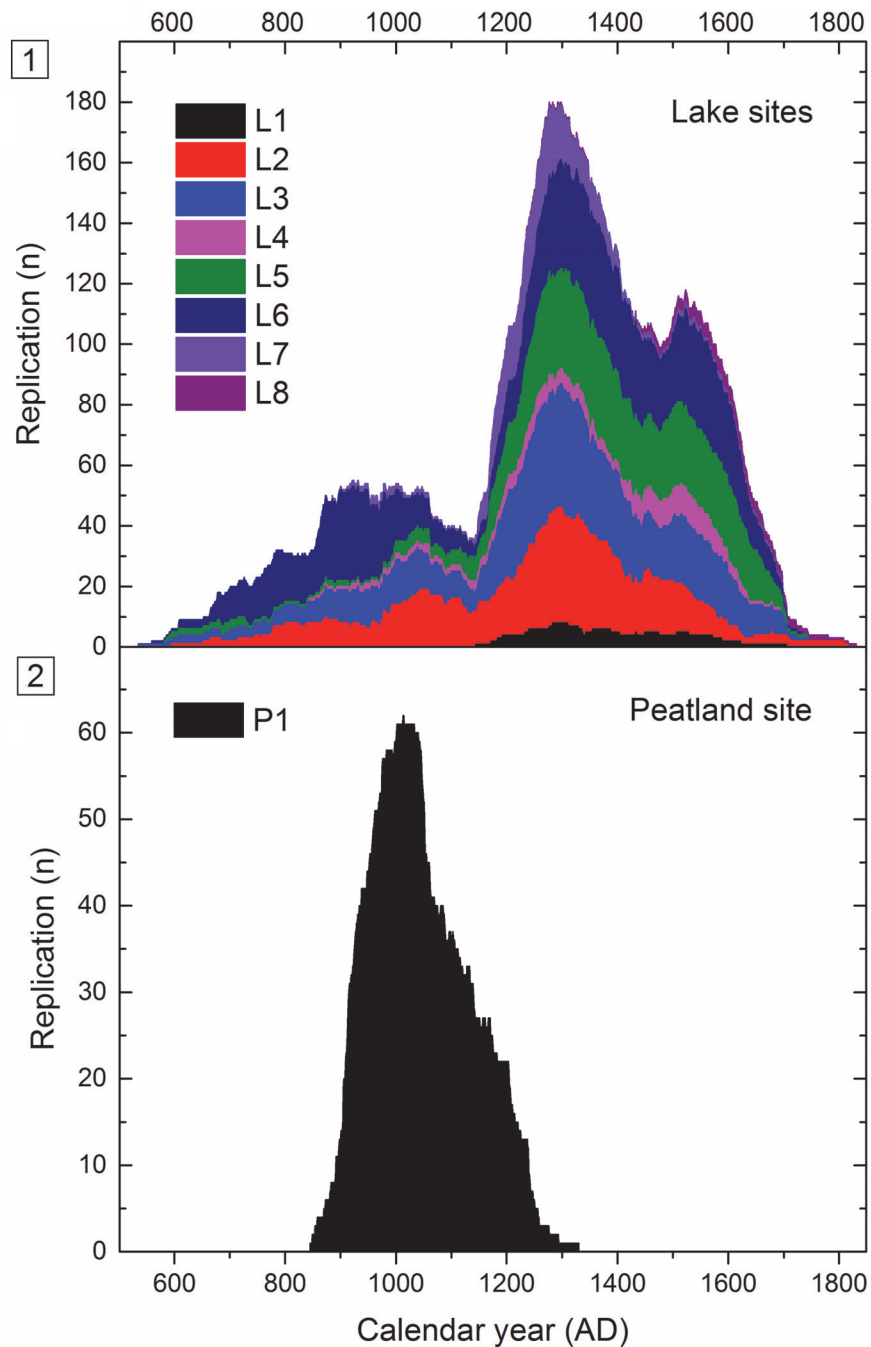 600 800 1000 1200 1400 1600 1800
1
Lake sites
L1
L2
L3
L4
L5
L6
L7
L8
180
160
140
120
100
80
60
40
20
0
Replication (n)
2
Peatland site
P1
60
50
40
30
20
10
0
Replication (n)
600 800 1000 1200 1400 1600 1800
Calendar year (AD)